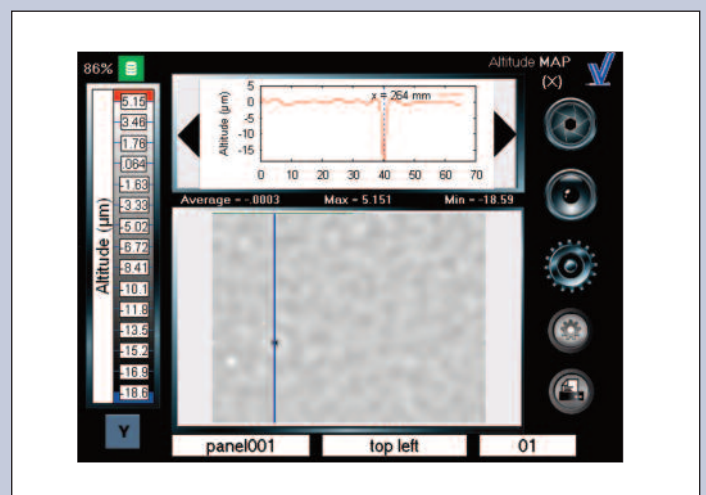 86%
Altitude MAP
(X)
5.15
3.46
1.76
.064
-1.63
-3.33
-5.02
-6.72
-8.41
-10.1
-11.8
-13.5
-15.2
-16.9
-18.6
Altitude (µm)
Altitude (µm)
5
0
-5
-10
-15
x = 264 mm
0 10 20 30 40 50 60 70
Average = -.0003 Max = 5.151 Min = -18.59
Y
panel001 top left 01